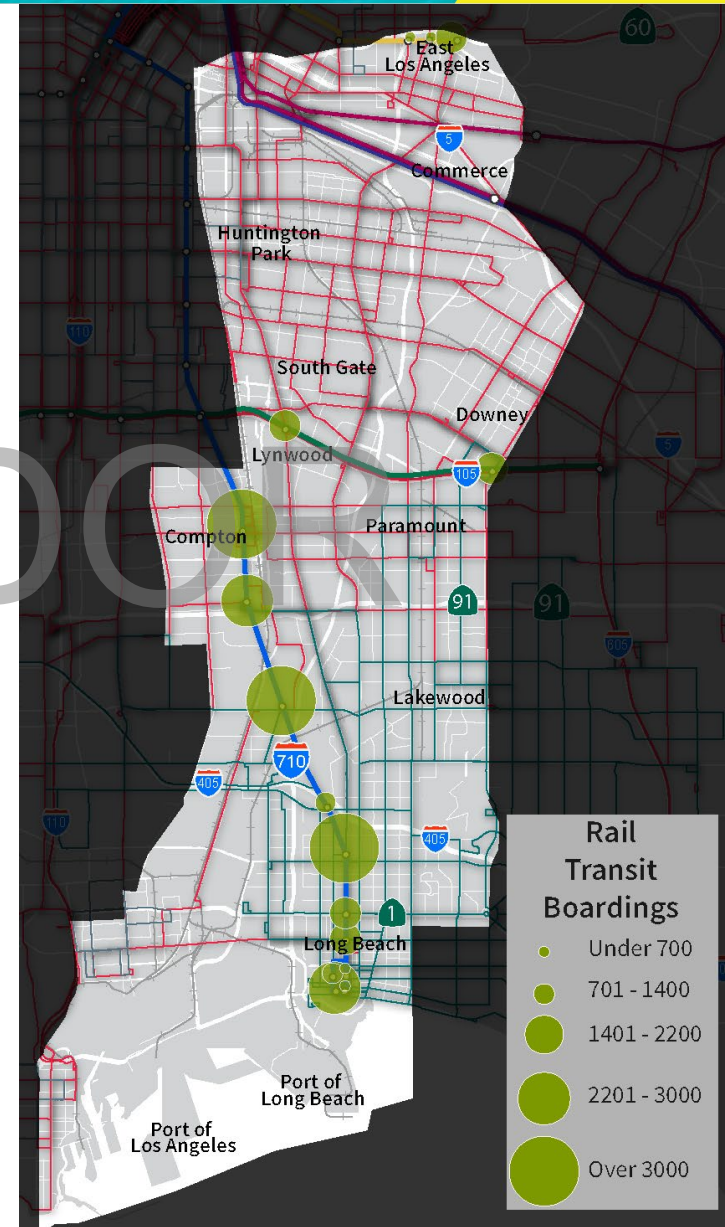 60
East
Los Angeles
5
Commerce
Huntington
Park
110
South Gate
Downey
5
Lynwood
105
Compton
Paramount
91
91
605
Lakewood
710
405
110
405
1
Long Beach
Port of
Long Beach
Port of
Los Angeles
Rail
Transit
Boardings
Under 700
701 - 1400
1401 - 2200
2201 - 3000
Over 3000